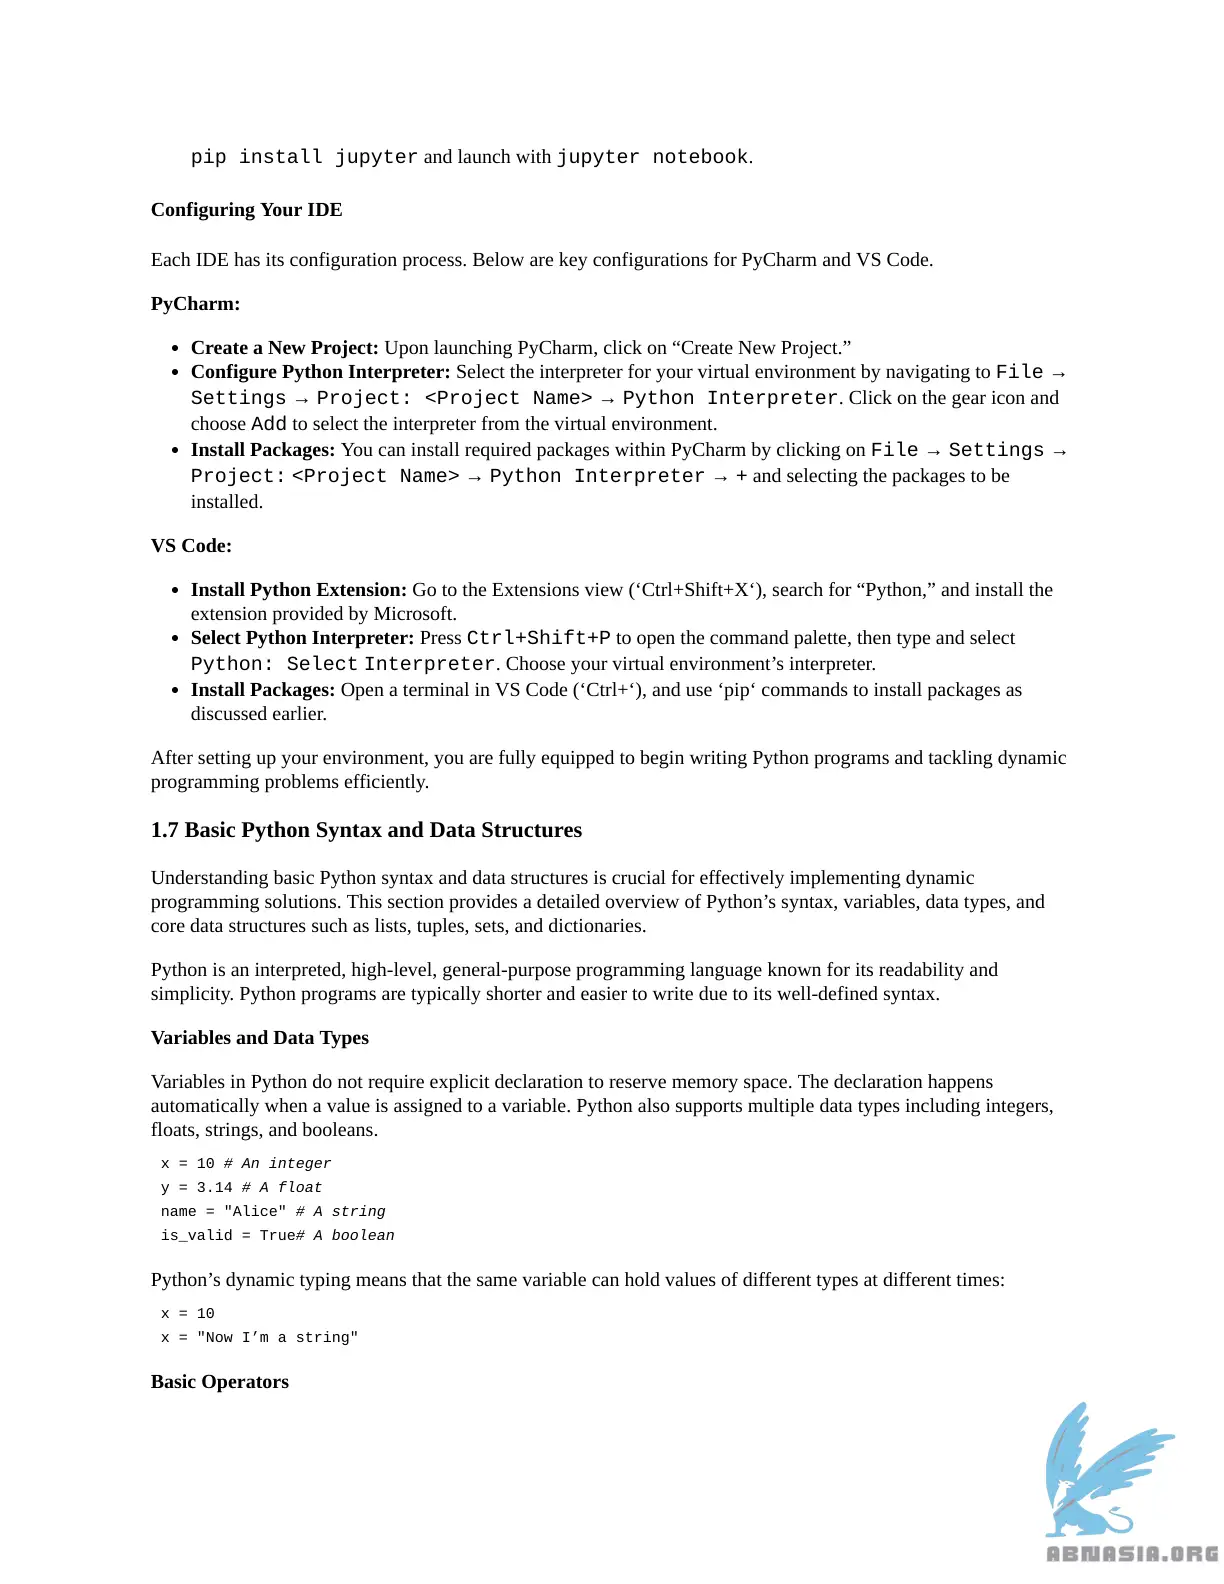 pip install jupyter and launch with jupyter notebook.
Configuring Your IDE
Each IDE has its configuration process. Below are key configurations for PyCharm and VS Code.
PyCharm:
• Create a New Project: Upon launching PyCharm, click on “Create New Project.”
• Configure Python Interpreter: Select the interpreter for your virtual environment by navigating to File →
Settings → Project: <Project Name> → Python Interpreter. Click on the gear icon and
choose Add to select the interpreter from the virtual environment.
• Install Packages: You can install required packages within PyCharm by clicking on File → Settings →
Project: <Project Name> → Python Interpreter → + and selecting the packages to be
installed.
VS Code:
• Install Python Extension: Go to the Extensions view (‘Ctrl+Shift+X‘), search for “Python,” and install the
extension provided by Microsoft.
• Select Python Interpreter: Press Ctrl+Shift+P to open the command palette, then type and select
Python: Select Interpreter. Choose your virtual environment’s interpreter.
• Install Packages: Open a terminal in VS Code (‘Ctrl+‘), and use ‘pip‘ commands to install packages as
discussed earlier.
After setting up your environment, you are fully equipped to begin writing Python programs and tackling dynamic
programming problems efficiently.
1.7 Basic Python Syntax and Data Structures
Understanding basic Python syntax and data structures is crucial for effectively implementing dynamic
programming solutions. This section provides a detailed overview of Python’s syntax, variables, data types, and
core data structures such as lists, tuples, sets, and dictionaries.
Python is an interpreted, high-level, general-purpose programming language known for its readability and
simplicity. Python programs are typically shorter and easier to write due to its well-defined syntax.
Variables and Data Types
Variables in Python do not require explicit declaration to reserve memory space. The declaration happens
automatically when a value is assigned to a variable. Python also supports multiple data types including integers,
floats, strings, and booleans.
x = 10 # An integer
y = 3.14 # A float
name = "Alice" # A string
is_valid = True# A boolean
Python’s dynamic typing means that the same variable can hold values of different types at different times:
x = 10
x = "Now I’m a string"
Basic Operators
ABNASIA.ORG